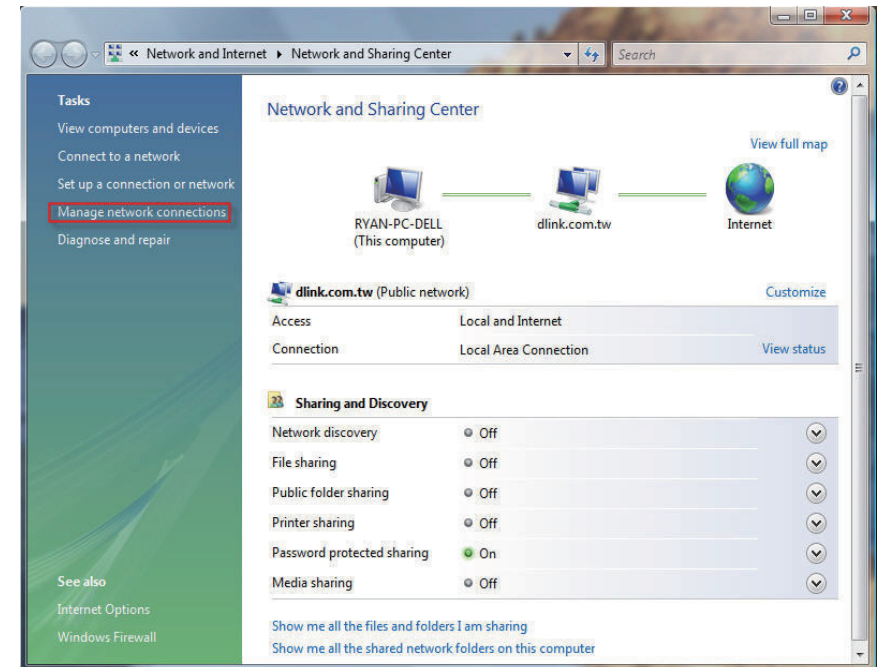 « Network and Internet ▸ Network and Sharing Center
Search
Tasks
View computers and devices
Connect to a network
Set up a connection or network
Manage network connections
Diagnose and repair
See also
Internet Options
Windows Firewall
Network and Sharing Center
View full map
RYAN-PC-DELL
(This computer)
dlink.com.tw
Internet
dlink.com.tw (Public network)
Customize
Access Local and Internet
Connection Local Area Connection View status
Sharing and Discovery
Network discovery Off
File sharing Off
Public folder sharing Off
Printer sharing Off
Password protected sharing On
Media sharing Off
Show me all the files and folders I am sharing
Show me all the shared network folders on this computer